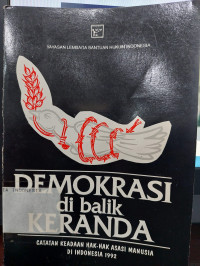 YAYASAN LEMBAGA BANTUAN HUKUM INDONESIA
DEMOKRASI
di balik
KERANDA
CATATAN KEADAAN HAK-HAK ASASI MANUSIA
DI INDONESIA 1992